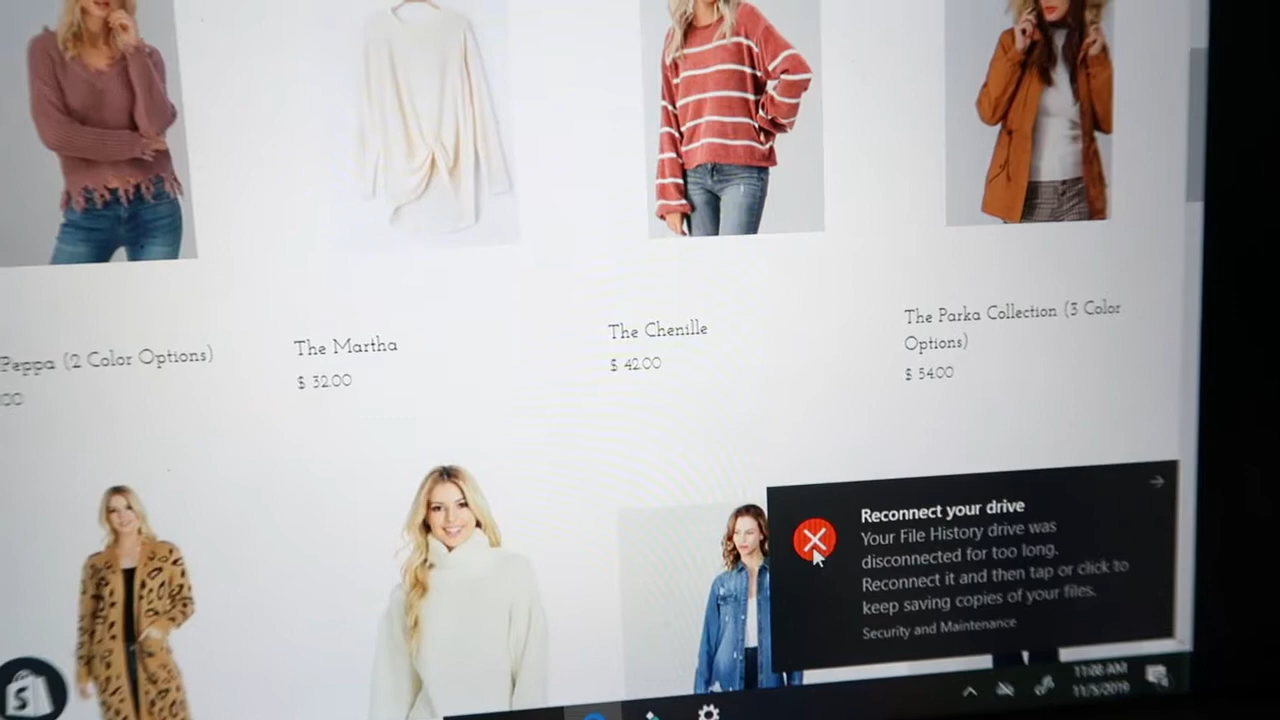 Peppa (2 Color Options)
00
The Martha
$ 32.00
The Chenille
$ 42.00
The Parka Collection (3 Color
Options)
$ 54.00
Reconnect your drive
Your File History drive was
disconnected for too long.
Reconnect it and then tap or click to
keep saving copies of your files.
Security and Maintenance
S
11:08 AM
11/5/2019